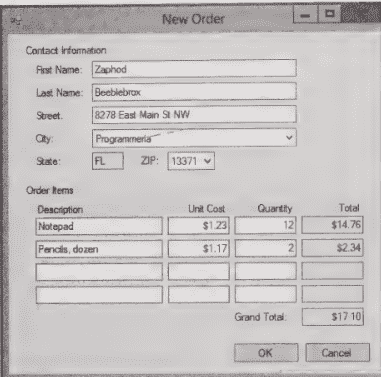 New Order
Contact Information
First Name: Zaphod
Last Name: Beeblebrox
Street: 8278 East Main St NW
City: Programmeria
State: FL ZIP: 13371
Order Items
Description Unit Cost Quantity Total
Notepad $1.23 12 $14.76
Pencils, dozen $1.17 2 $2.34
Grand Total: $17.10
OK Cancel